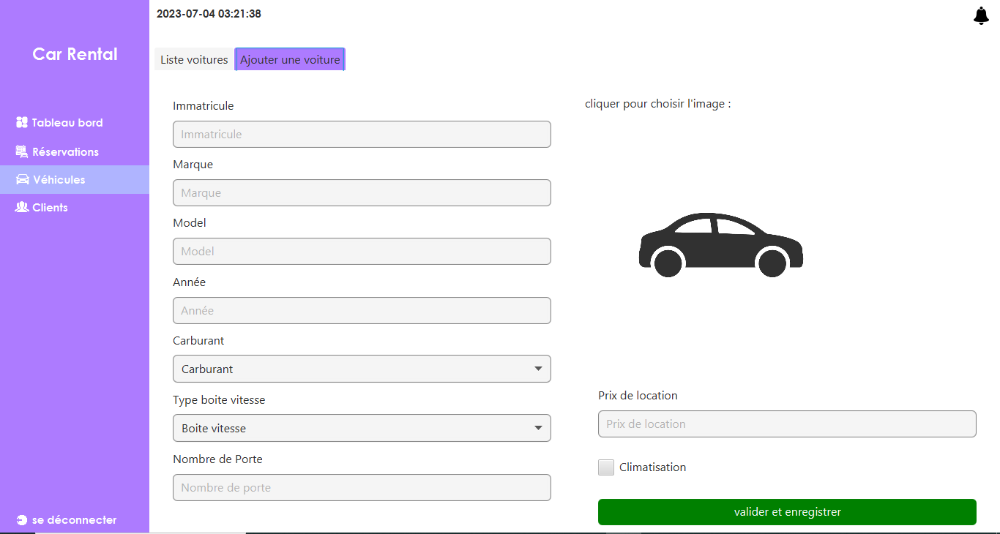 2023-07-04 03:21:38
Car Rental
Tableau bord
Réservations
Véhicules
Clients
se déconnecter
Liste voitures
Ajouter une voiture
Immatricule
Immatricule
Marque
Marque
Model
Model
Année
Année
Carburant
Carburant
Type boite vitesse
Boite vitesse
Nombre de Porte
Nombre de porte
cliquer pour choisir l'image :
Prix de location
Prix de location
Climatisation
valider et enregistrer